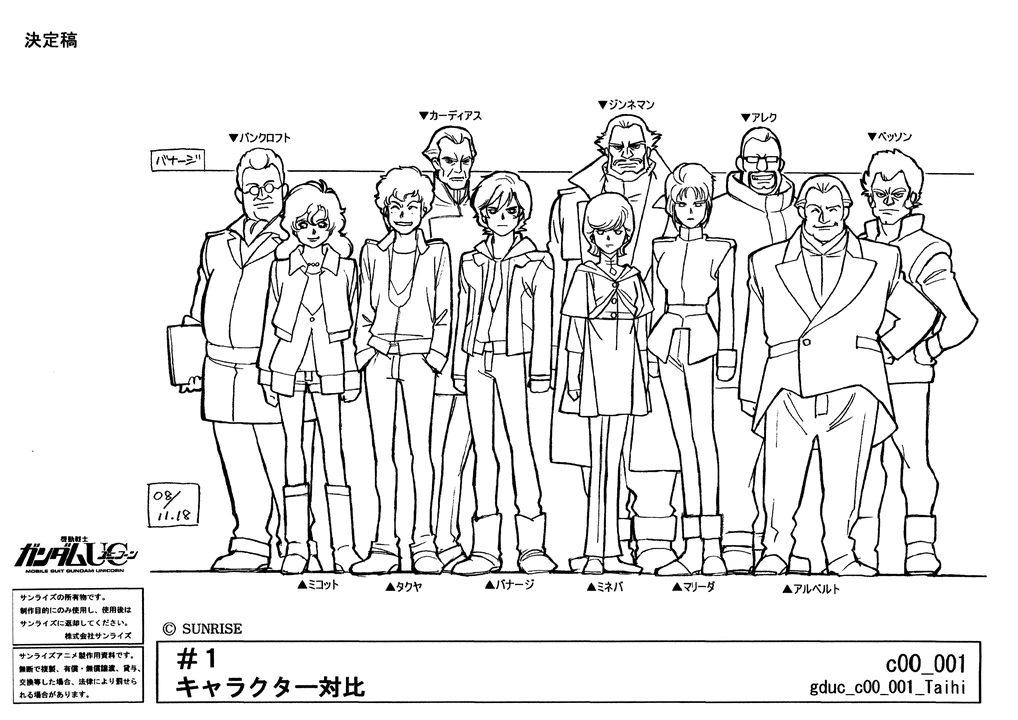 決定稿
▼ジンネマン
▼カーディアス
▼アレク
▼バンクロフト
▼ベッソン
バナージ
08/
11.18
機動戦士
ガンダムUC
ユニコーン
MOBILE SUIT GUNDAM UNICORN
▲ミコット
▲タクヤ
▲バナージ
▲ミネバ
▲マリーダ
▲アルベルト
サンライズの所有物です。
制作目的にのみ使用し、使用後は
サンライズに返却してください。
株式会社サンライズ
サンライズアニメ製作用資料です。
無断で複製、有償・無償譲渡、貸与、
交換等した場合、法律により罰せら
れる場合があります。
© SUNRISE
#1
キャラクター対比
c00_001
gduc_c00_001_Taihi